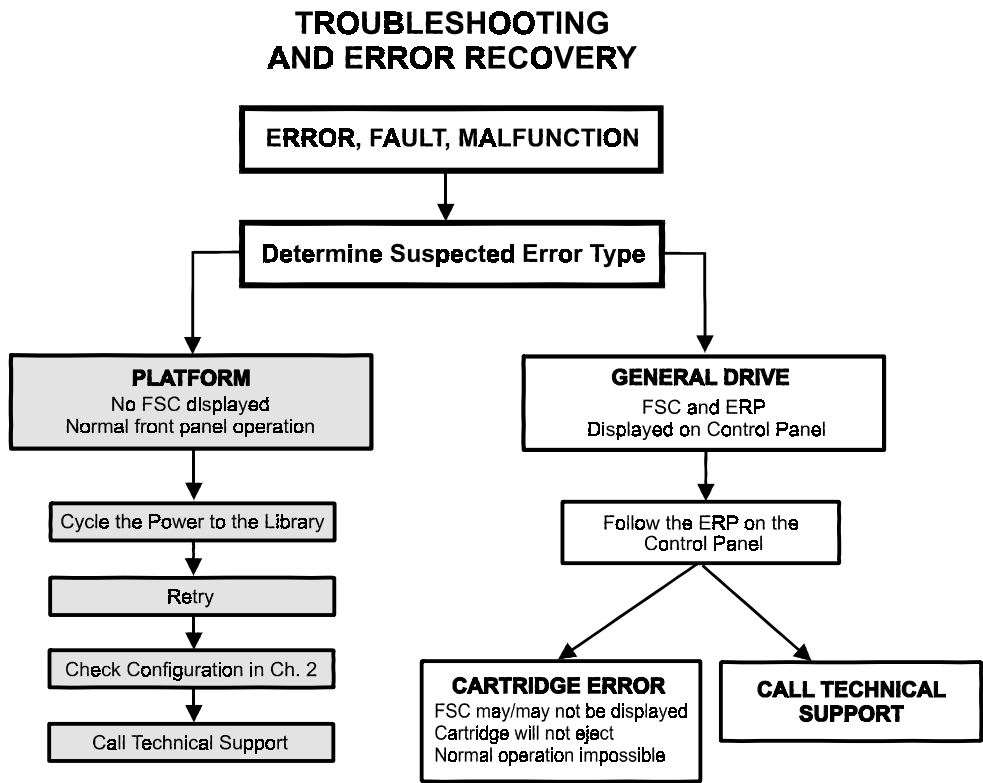 TROUBLESHOOTING
AND ERROR RECOVERY
ERROR, FAULT, MALFUNCTION
Determine Suspected Error Type
PLATFORM
No FSC displayed
Normal front panel operation
Cycle the Power to the Library
Retry
Check Configuration in Ch. 2
Call Technical Support
GENERAL DRIVE
FSC and ERP
Displayed on Control Panel
Follow the ERP on the
Control Panel
CARTRIDGE ERROR
FSC may/may not be displayed
Cartridge will not eject
Normal operation impossible
CALL TECHNICAL
SUPPORT